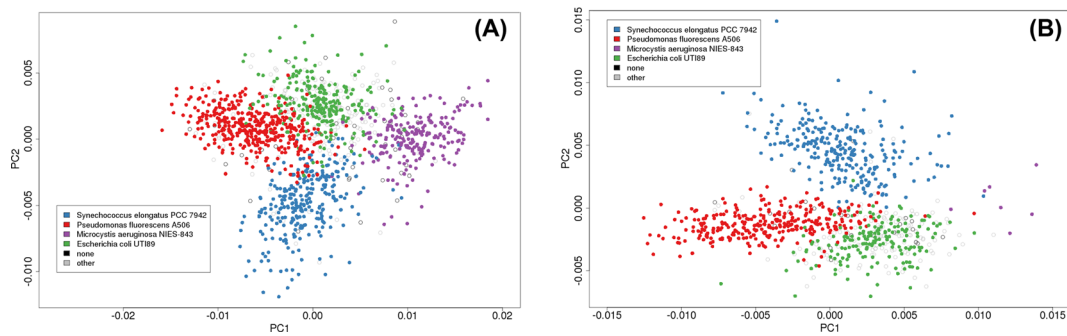 (A)
0.005
0.000
-0.005
-0.010
PC2
Synechococcus elongatus PCC 7942
Pseudomonas fluorescens A506
Microcystis aeruginosa NIES-843
Escherichia coli UTI89
none
other
-0.02
-0.01
0.00
0.01
0.02
PC1
(B)
0.015
0.010
0.005
0.000
-0.005
PC2
Synechococcus elongatus PCC 7942
Pseudomonas fluorescens A506
Microcystis aeruginosa NIES-843
Escherichia coli UTI89
none
other
-0.015
-0.010
-0.005
0.000
0.005
0.010
0.015
PC1